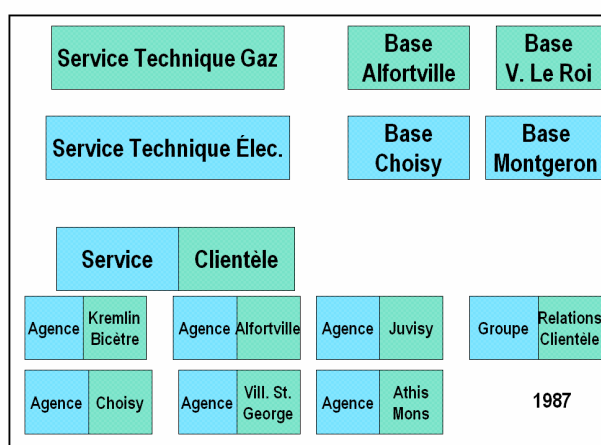 Service Technique Gaz
Base
Alfortville
Base
V. Le Roi
Service Technique Élec.
Base
Choisy
Base
Montgeron
Service Clientèle
Agence Kremlin
Bicètre
Agence Alfortville
Agence Juvisy
Groupe Relations
Clientèle
Agence Choisy
Agence Vill. St.
George
Agence Athis
Mons
1987